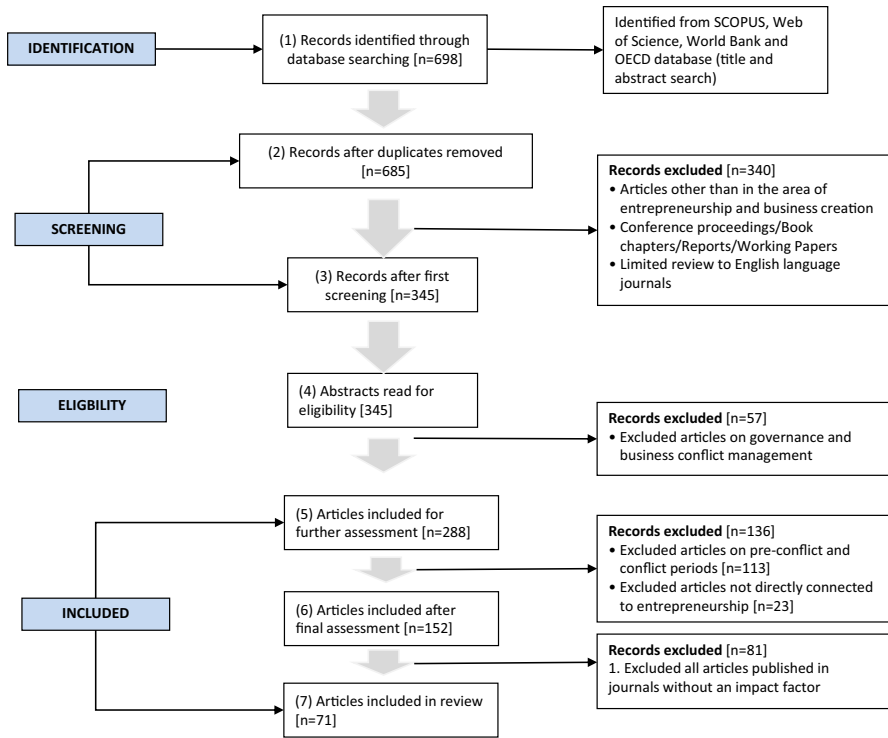 IDENTIFICATION
(1) Records identified through
database searching [n=698]
Identified from SCOPUS, Web
of Science, World Bank and
OECD database (title and
abstract search)
(2) Records after duplicates removed
[n=685]
SCREENING
Records excluded [n=340]
• Articles other than in the area of
entrepreneurship and business creation
• Conference proceedings/Book
chapters/Reports/Working Papers
• Limited review to English language
journals
(3) Records after first
screening [n=345]
ELIGBILITY
(4) Abstracts read for
eligibility [345]
Records excluded [n=57]
• Excluded articles on governance and
business conflict management
(5) Articles included for
further assessment [n=288]
Records excluded [n=136]
• Excluded articles on pre-conflict and
conflict periods [n=113]
• Excluded articles not directly connected
to entrepreneurship [n=23]
INCLUDED
(6) Articles included after
final assessment [n=152]
Records excluded [n=81]
1. Excluded all articles published in
journals without an impact factor
(7) Articles included in review
[n=71]